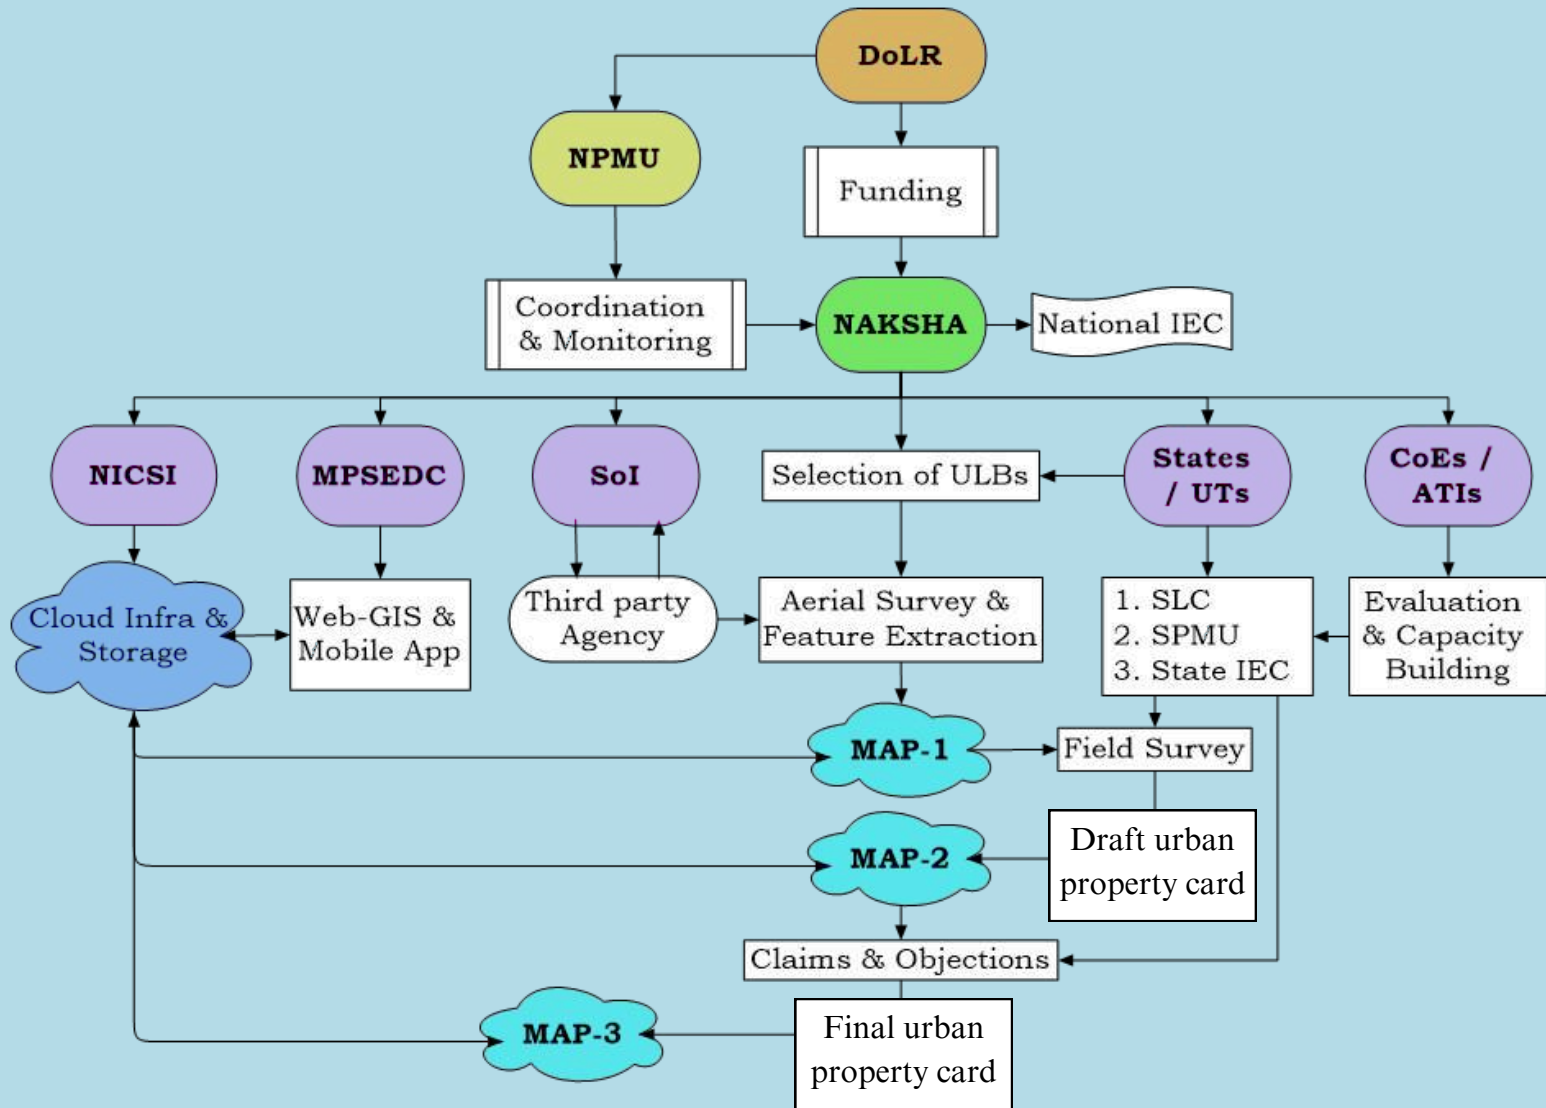 DoLR
NPMU
Funding
Coordination
& Monitoring
NAKSHA
National IEC
NICSI
MPSEDC
SoI
Selection of ULBs
States
/ UTs
CoEs /
ATIs
Cloud Infra &
Storage
Web-GIS &
Mobile App
Third party
Agency
Aerial Survey &
Feature Extraction
1. SLC
2. SPMU
3. State IEC
Evaluation
& Capacity
Building
MAP-1
Field Survey
MAP-2
Draft urban
property card
Claims & Objections
MAP-3
Final urban
property card